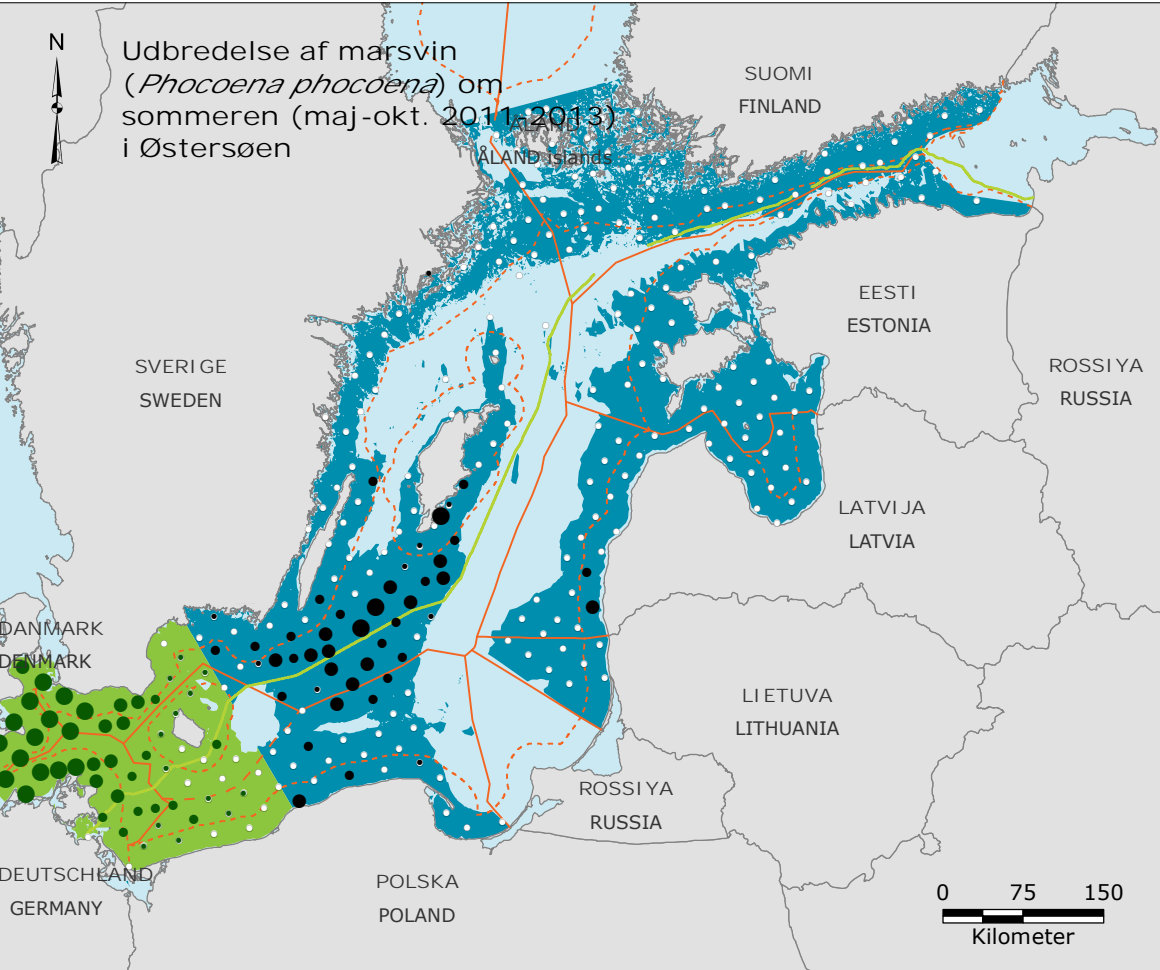 N
Udbredelse af marsvin
(Phocoena phocoena) om
sommeren (maj-okt. 2011-2013)
i Østersøen
SUOMI
FINLAND
ÅLAND
ÅLAND islands
EESTI
ESTONIA
ROSSIYA
RUSSIA
SVERIGE
SWEDEN
LATVIJA
LATVIA
DANMARK
DENMARK
LIETUVA
LITHUANIA
ROSSIYA
RUSSIA
DEUTSCHLAND
GERMANY
POLSKA
POLAND
0 75 150
Kilometer